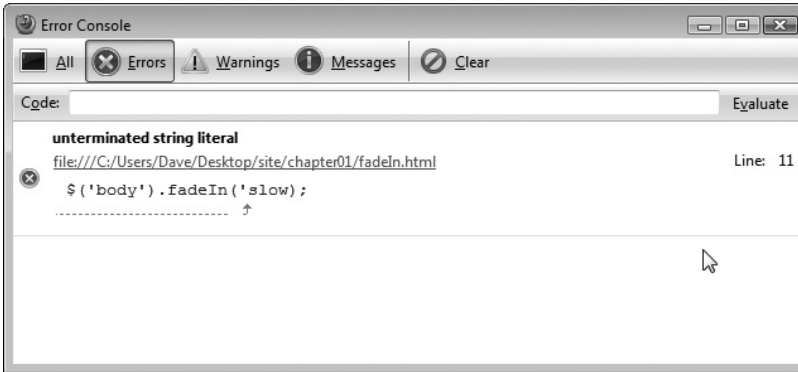 Error Console
All Errors Warnings Messages Clear
Code: Evaluate
unterminated string literal
file:///C:/Users/Dave/Desktop/site/chapter01/fadeIn.html Line: 11
$('body').fadeIn('slow);